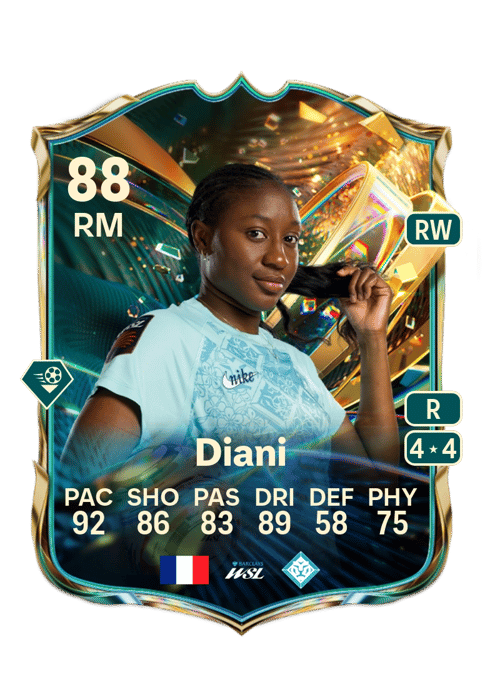 88
RM
RW
R
4★4
nike
Diani
PAC SHO PAS DRI DEF PHY
92 86 83 89 58 75
BARCLAYS
WSL